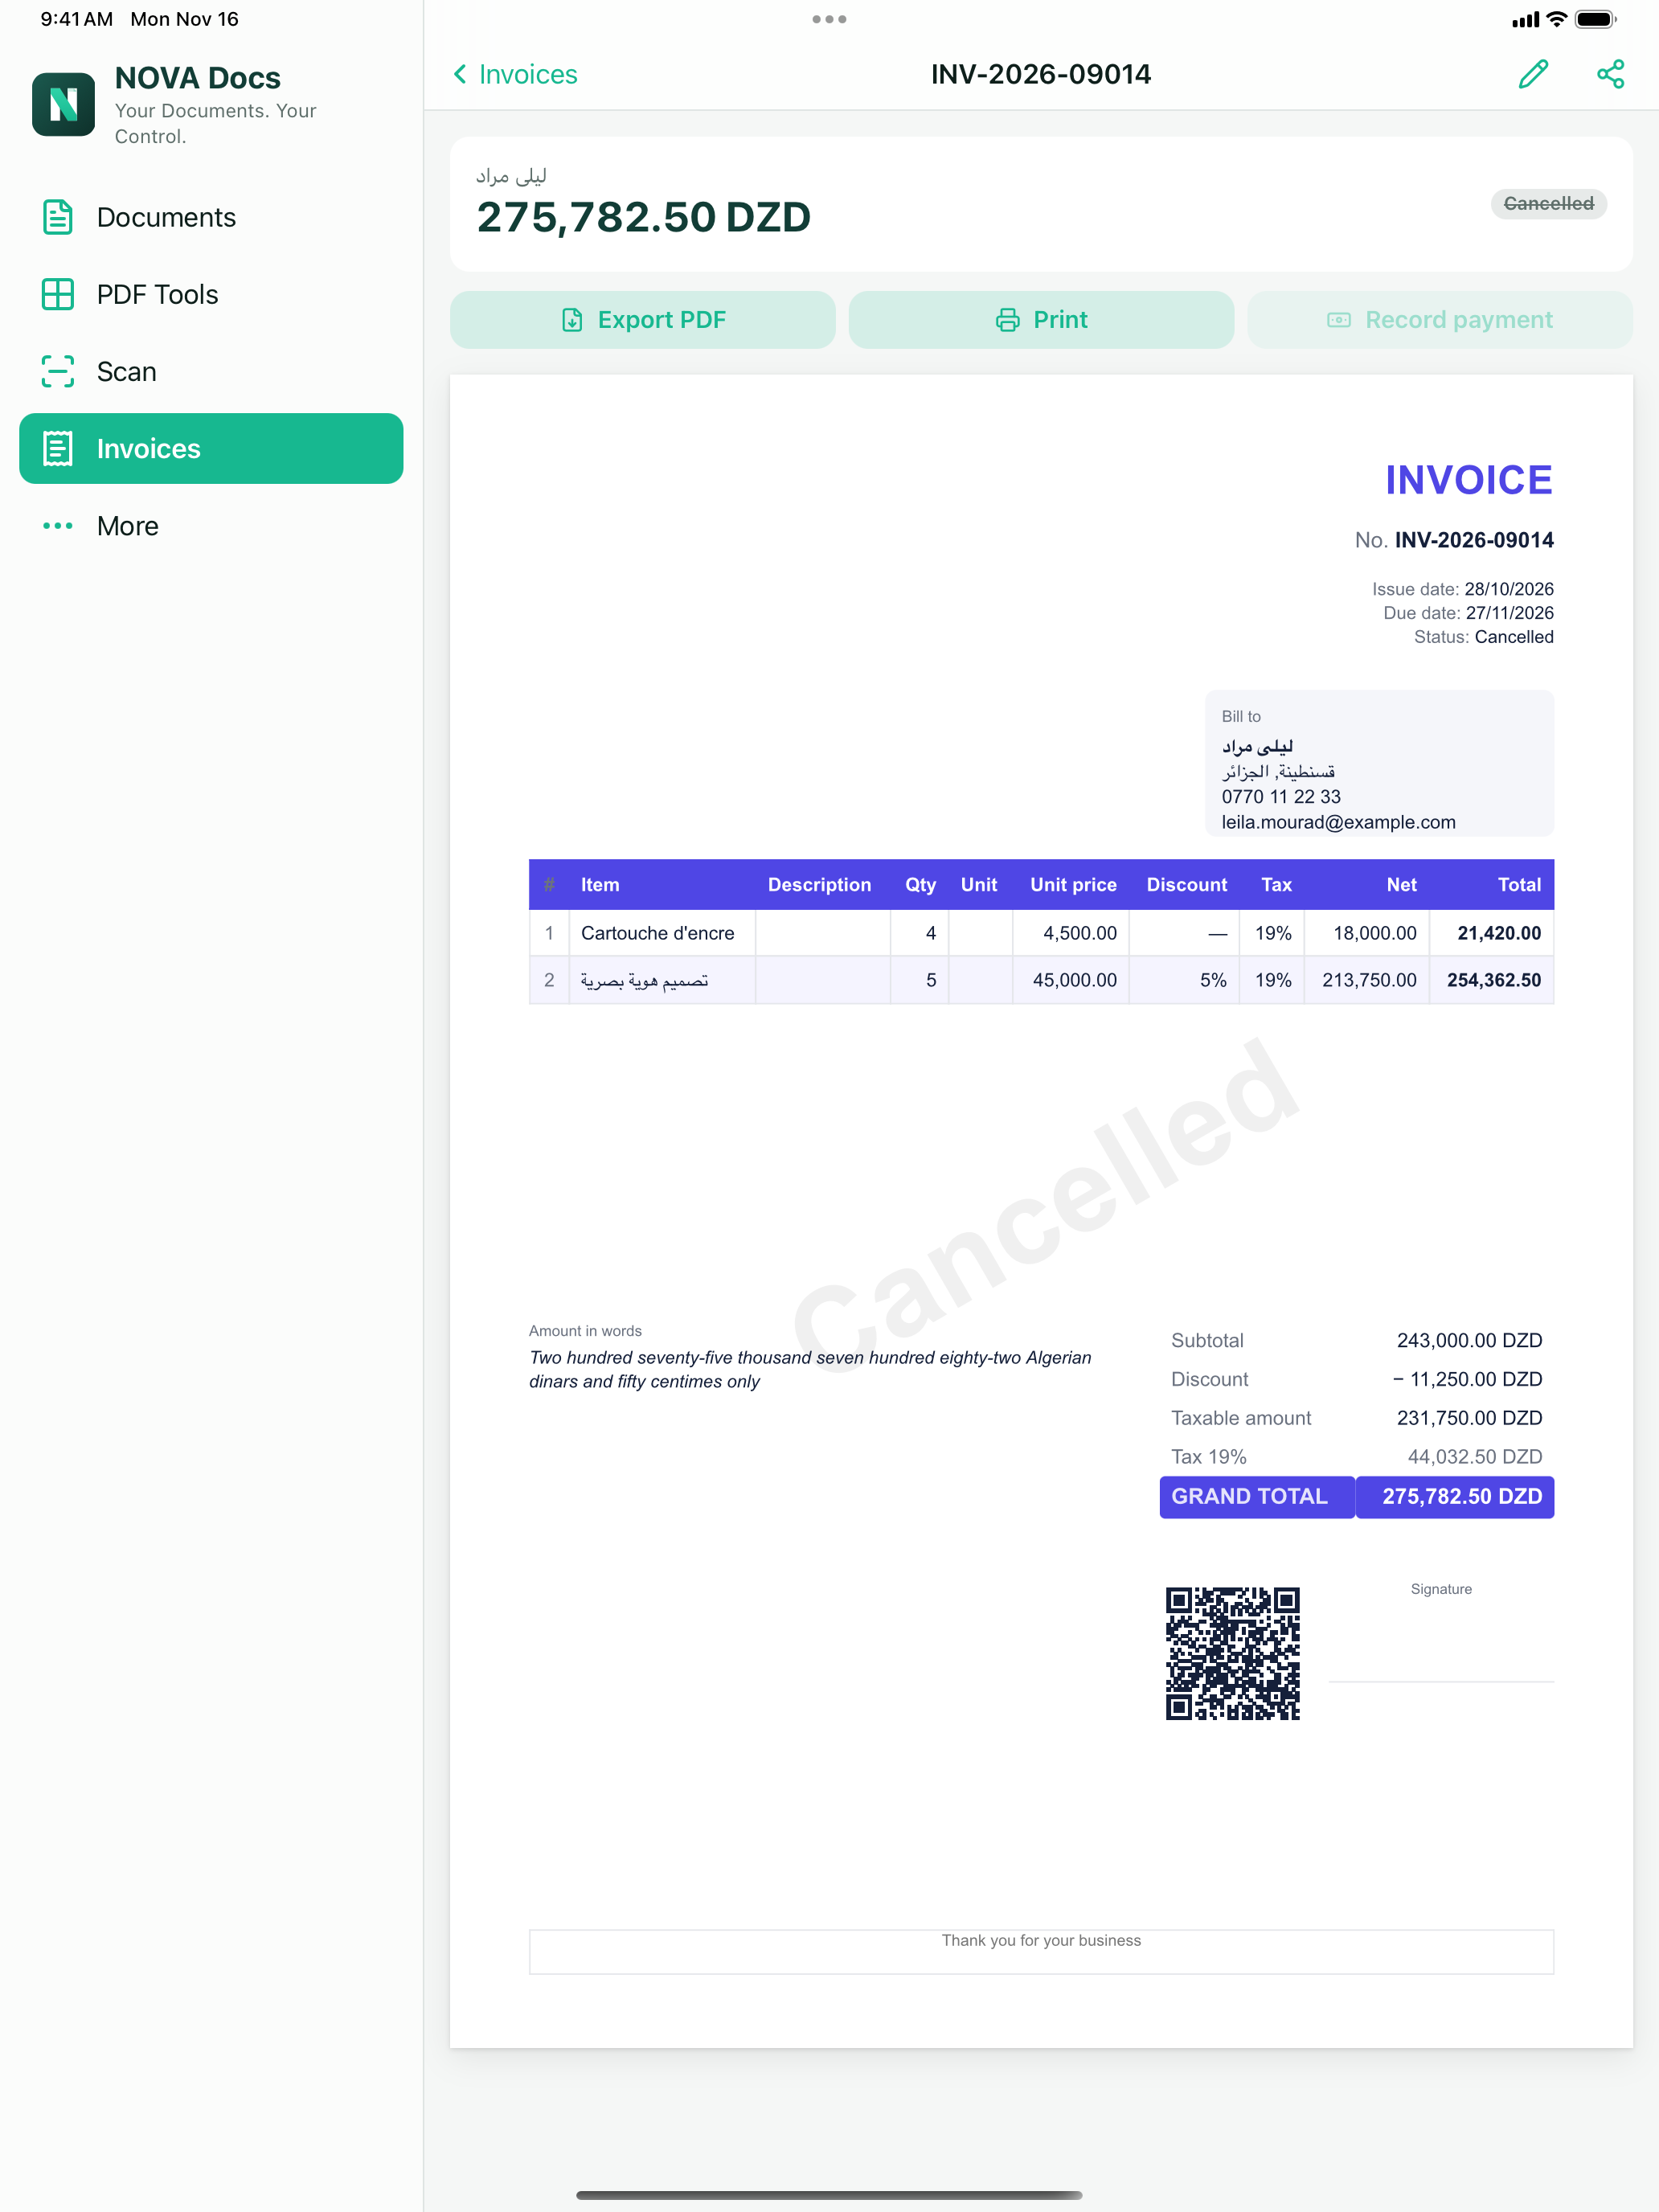 9:41 AM Mon Nov 16
NOVA Docs
Your Documents. Your
Control.
Documents
PDF Tools
Scan
Invoices
More
Invoices
INV-2026-09014
ليلى مراد
275,782.50 DZD
Cancelled
Export PDF
Print
Record payment
INVOICE
No. INV-2026-09014
Issue date: 28/10/2026
Due date: 27/11/2026
Status: Cancelled
Bill to
ليلى مراد
قسنطينة, الجزائر
0770 11 22 33
leila.mourad@example.com
# Item Description Qty Unit Unit price Discount Tax Net Total
1 Cartouche d'encre 4 4,500.00 — 19% 18,000.00 21,420.00
2 تصميم هوية بصرية 5 45,000.00 5% 19% 213,750.00 254,362.50
Cancelled
Amount in words
Two hundred seventy-five thousand seven hundred eighty-two Algerian
dinars and fifty centimes only
Subtotal 243,000.00 DZD
Discount − 11,250.00 DZD
Taxable amount 231,750.00 DZD
Tax 19% 44,032.50 DZD
GRAND TOTAL 275,782.50 DZD
Signature
Thank you for your business